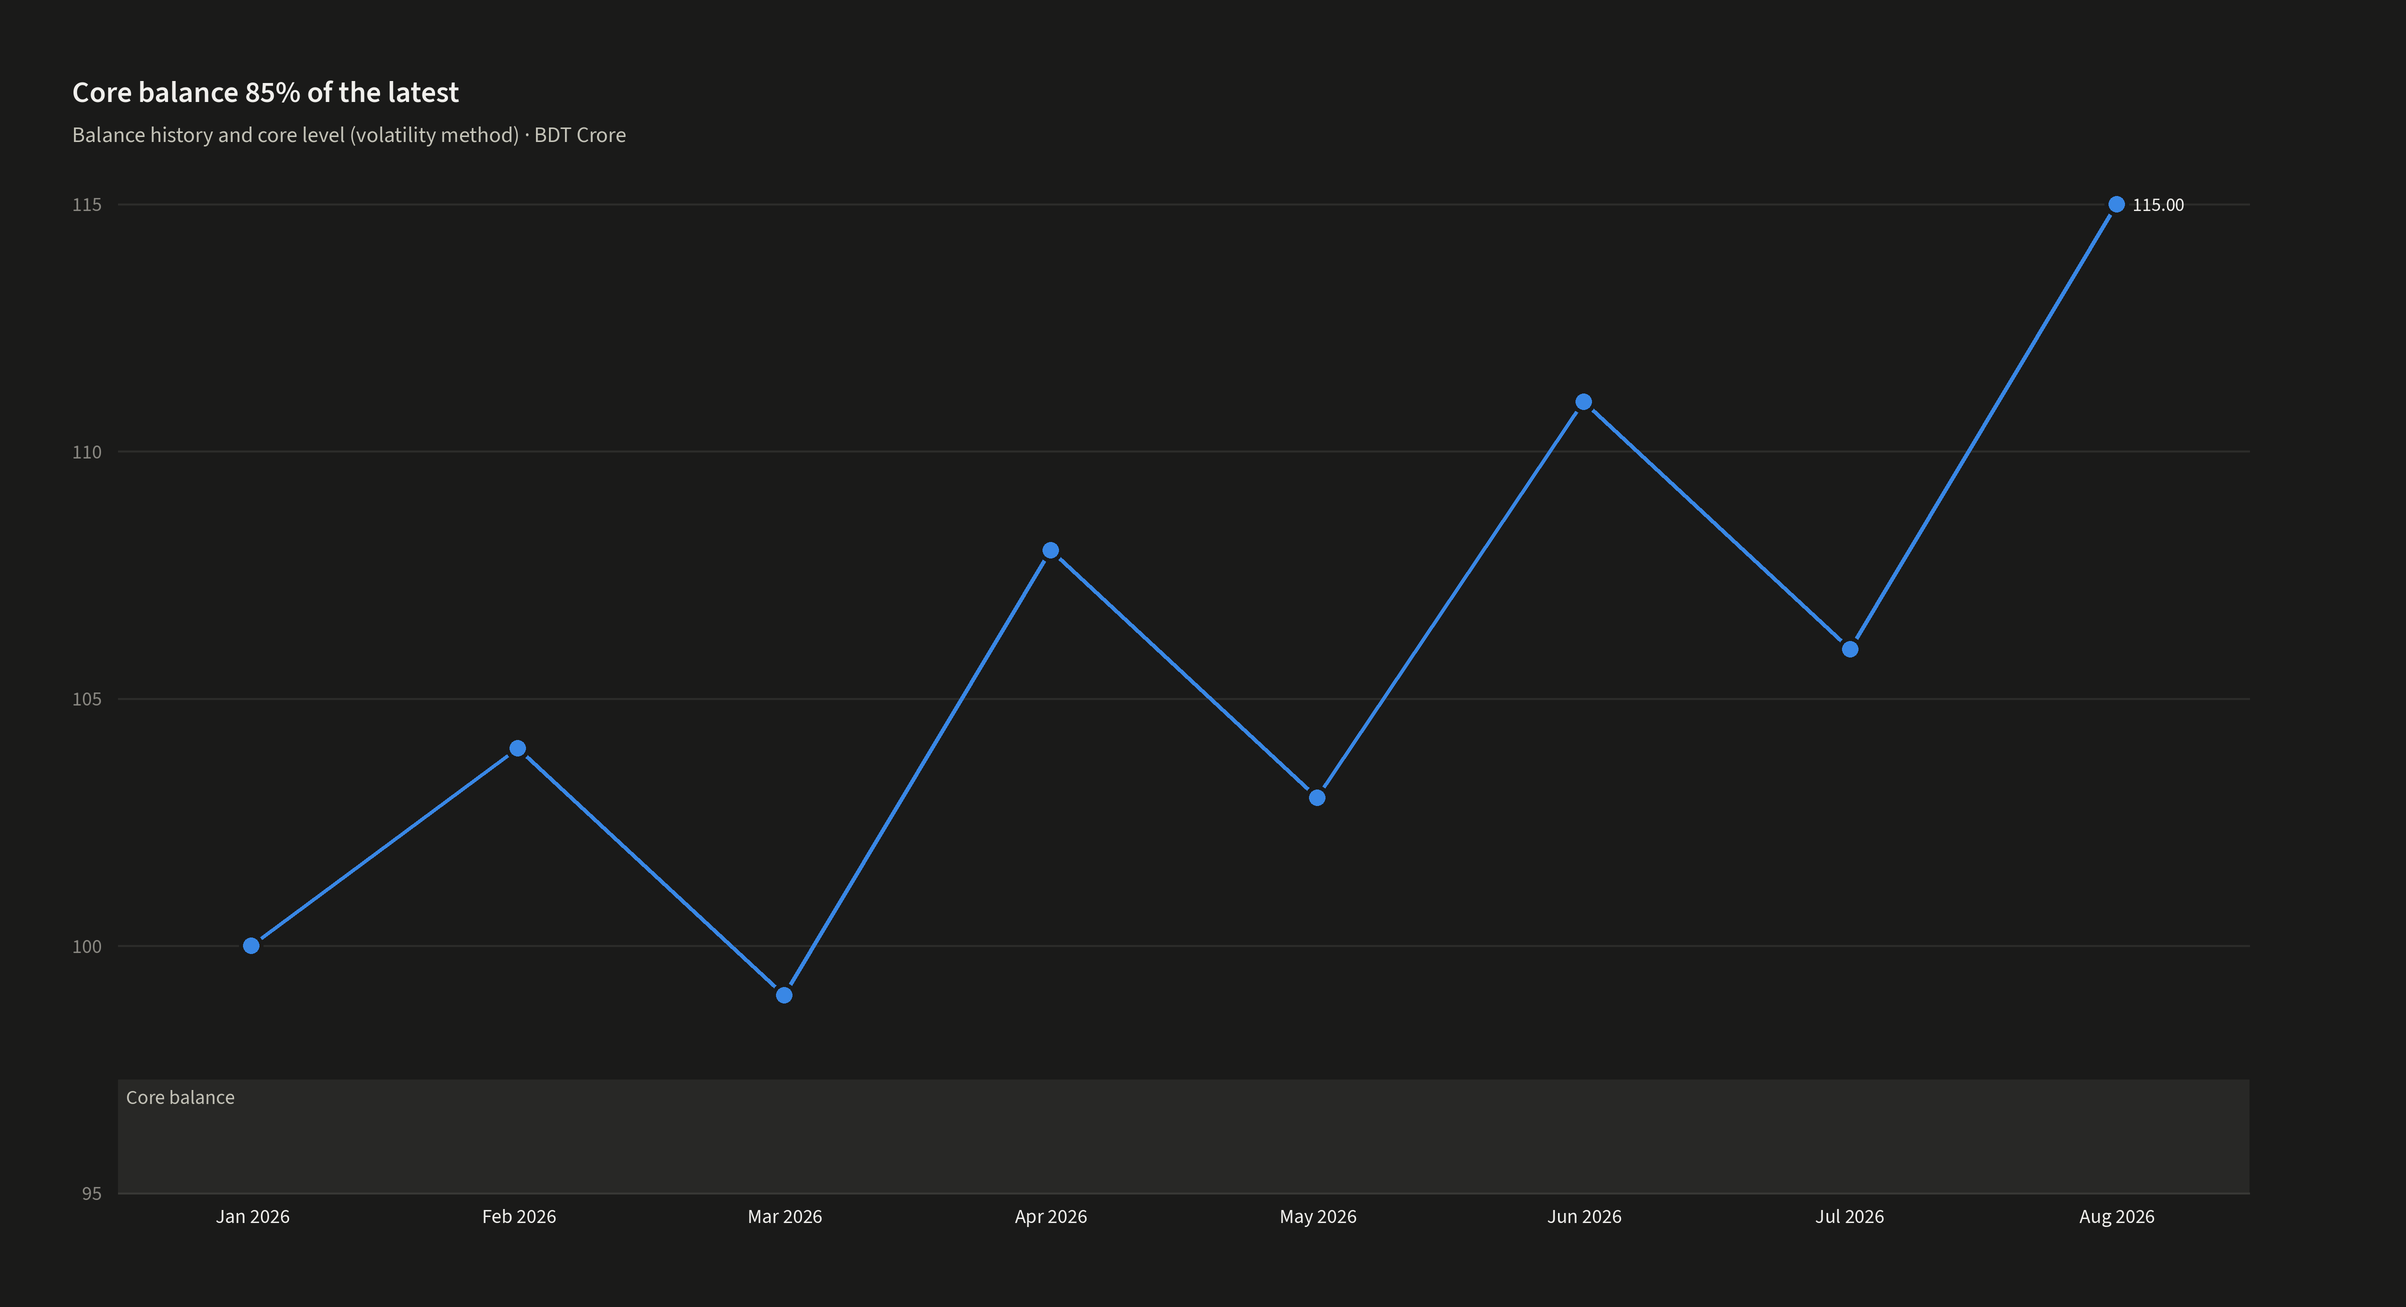 Core balance 85% of the latest
Balance history and core level (volatility method) · BDT Crore
115
115.00
110
105
100
Core balance
95
Jan 2026 Feb 2026 Mar 2026 Apr 2026 May 2026 Jun 2026 Jul 2026 Aug 2026